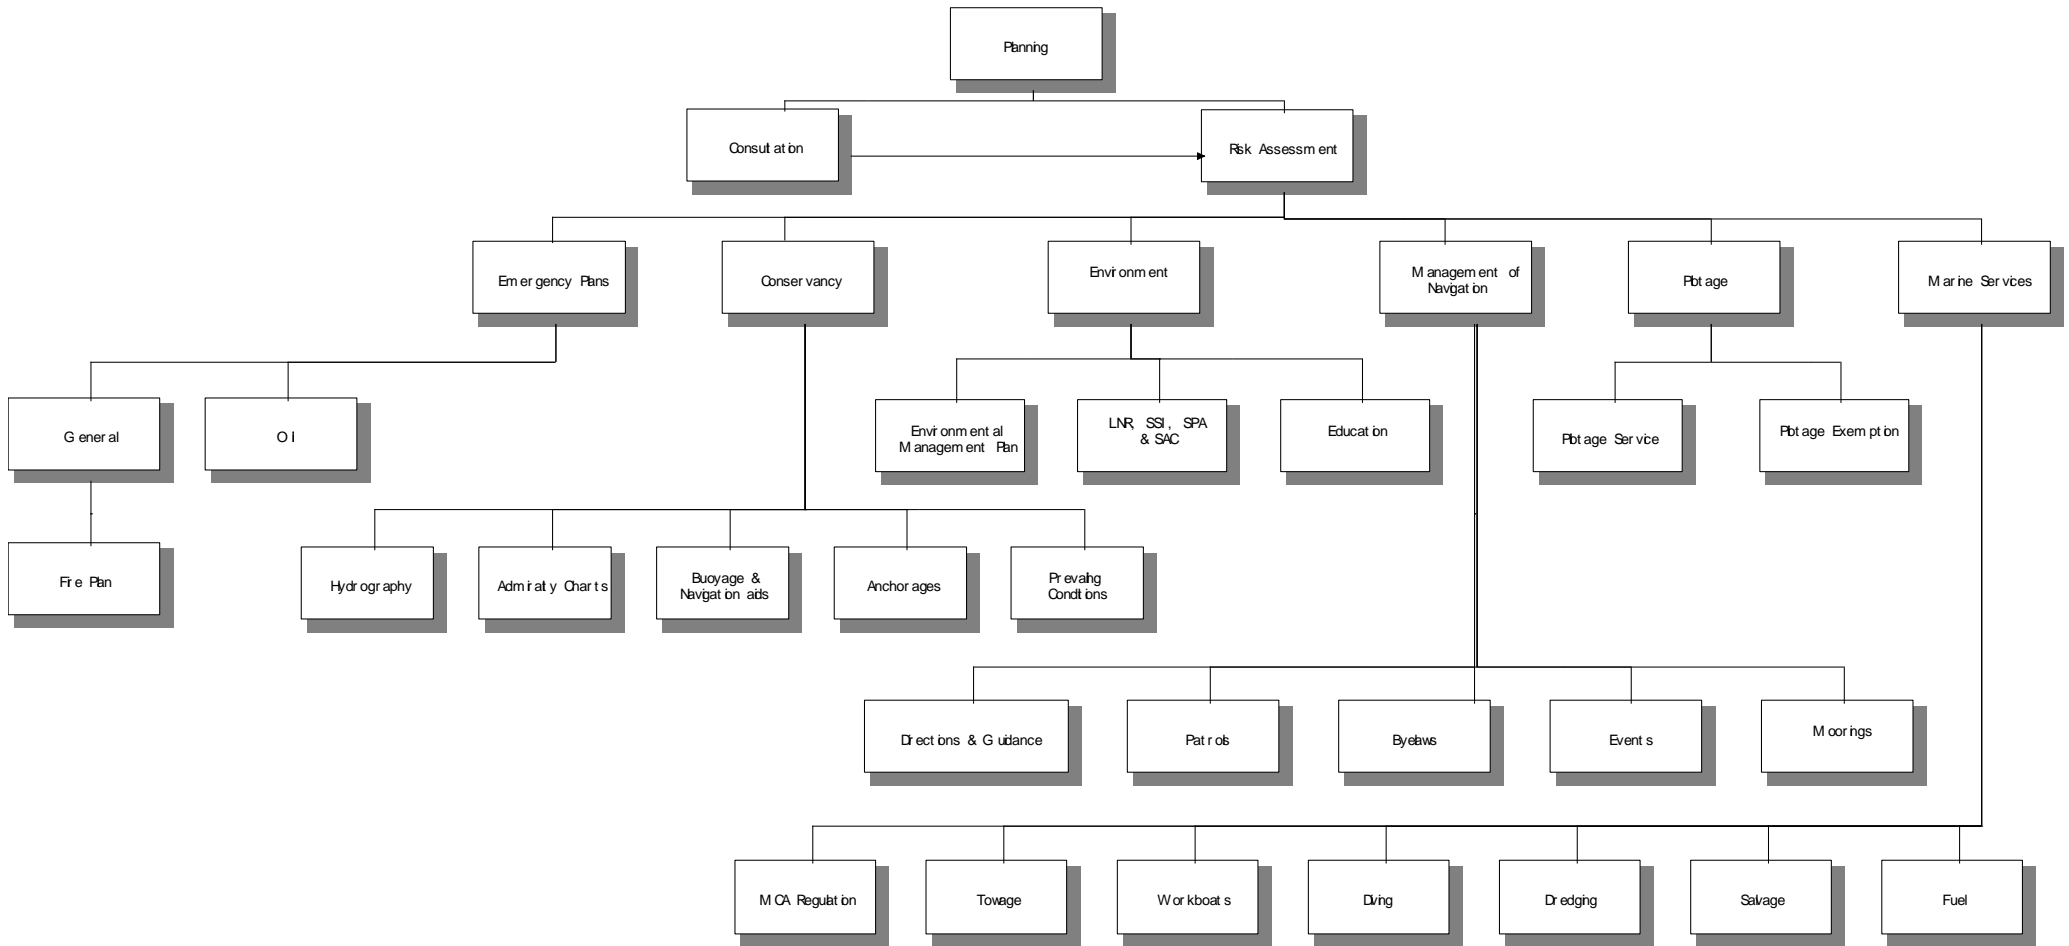 Planning
Consultation
Risk Assessment
Emergency Plans
Conservancy
Environment
Management of
Navigation
Pilotage
Marine Services
General
Oil
Environmental
Management Plan
LNR, SSI, SPA
& SAC
Education
Pilotage Service
Pilotage Exemption
Fire Plan
Hydrography
Admiralty Charts
Buoyage &
Navigation aids
Anchorages
Prevailing
Conditions
Directions & Guidance
Patrols
Byelaws
Events
Moorings
MCA Regulation
Towage
Workboats
Diving
Dredging
Salvage
Fuel